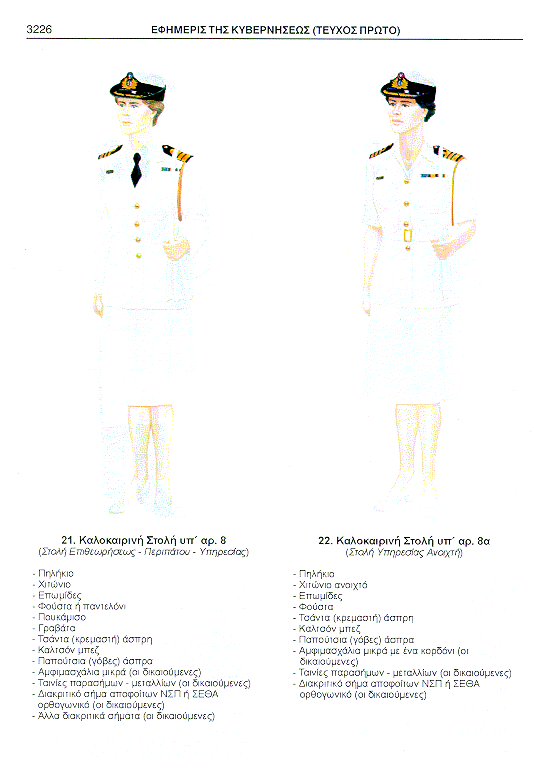 3226
ΕΦΗΜΕΡΙΣ ΤΗΣ ΚΥΒΕΡΝΗΣΕΩΣ (ΤΕΥΧΟΣ ΠΡΩΤΟ)
21. Καλοκαιρινή Στολή υπ΄ αρ. 8
(Στολή Επιθεωρήσεως - Περιπάτου - Υπηρεσίας)
- Πηλήκιο
- Χιτώνιο
- Επωμίδες
- Φούστα ή παντελόνι
- Πουκάμισο
- Γραβάτα
- Τσάντα (κρεμαστή) άσπρη
- Καλτσόν μπεζ
- Παπούτσια (γόβες) άσπρα
- Αμφιμασχάλια μικρά (οι δικαιούμενες)
- Ταινίες παρασήμων - μεταλλίων (οι δικαιούμενες)
- Διακριτικό σήμα αποφοίτων ΝΣΠ ή ΣΕΘΑ
ορθογωνικό (οι δικαιούμενες)
- Άλλα διακριτικά σήματα (οι δικαιούμενες)
22. Καλοκαιρινή Στολή υπ΄ αρ. 8α
(Στολή Υπηρεσίας Ανοιχτή)
- Πηλήκιο
- Χιτώνιο ανοιχτό
- Επωμίδες
- Φούστα
- Τσάντα (κρεμαστή) άσπρη
- Καλτσόν μπεζ
- Παπούτσια (γόβες) άσπρα
- Αμφιμασχάλια μικρά με ένα κορδόνι (οι
δικαιούμενες)
- Ταινίες παρασήμων - μεταλλίων (οι δικαιούμενες)
- Διακριτικό σήμα αποφοίτων ΝΣΠ ή ΣΕΘΑ
ορθογωνικό (οι δικαιούμενες)